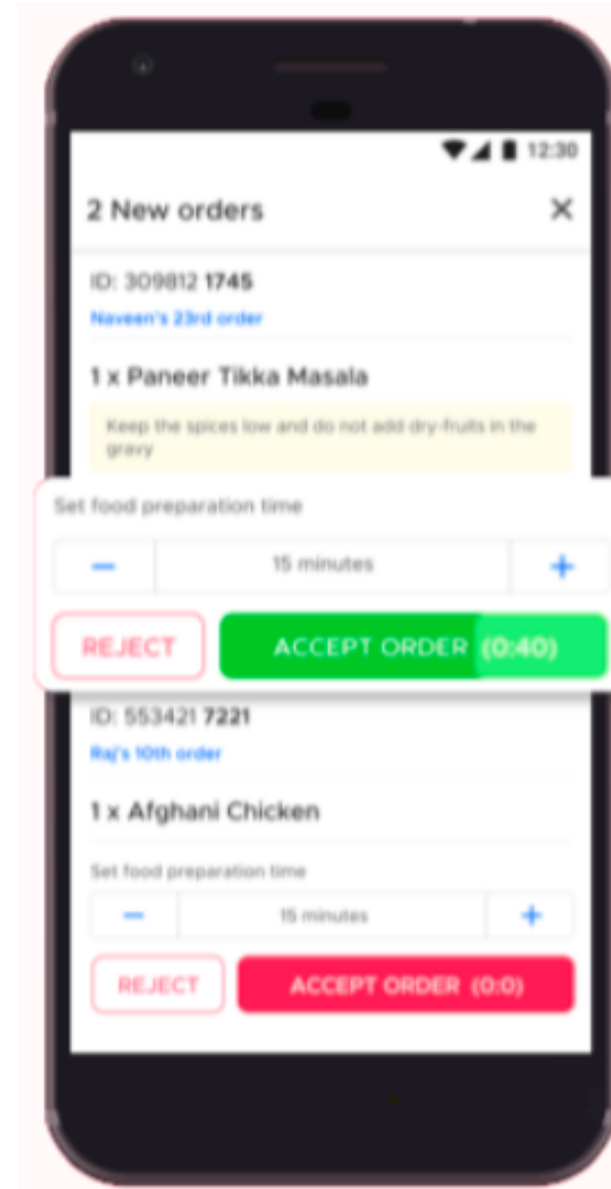 12:30
2 New orders
ID: 309812 1745
Naveen's 23rd order
1 x Paneer Tikka Masala
Keep the spices low and do not add dry-fruits in the
gravy
Set food preparation time
15 minutes
REJECT
ACCEPT ORDER (0:40)
ID: 553421 7221
Raj's 10th order
1 x Afghani Chicken
Set food preparation time
15 minutes
REJECT
ACCEPT ORDER (0:0)